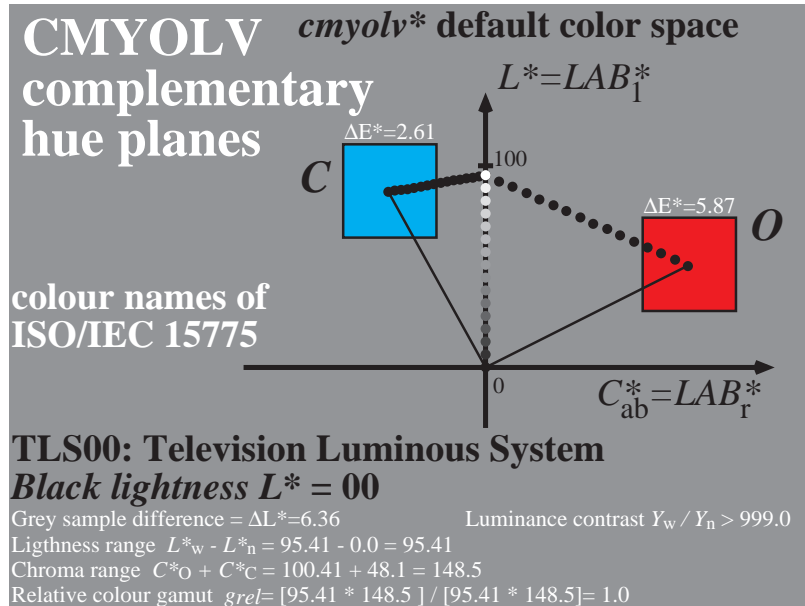 CMYOLV
complementary
hue planes
cmyolv* default color space
L*=LAB*1
ΔE*=2.61
100
C
ΔE*=5.87
O
colour names of
ISO/IEC 15775
0
C*ab=LAB*r
TLS00: Television Luminous System
Black lightness L* = 00
Grey sample difference = ΔL*=6.36 Luminance contrast Yw / Yn > 999.0
Ligthness range L*w - L*n = 95.41 - 0.0 = 95.41
Chroma range C*O + C*C = 100.41 + 48.1 = 148.5
Relative colour gamut grel= [95.41 * 148.5 ] / [95.41 * 148.5]= 1.0